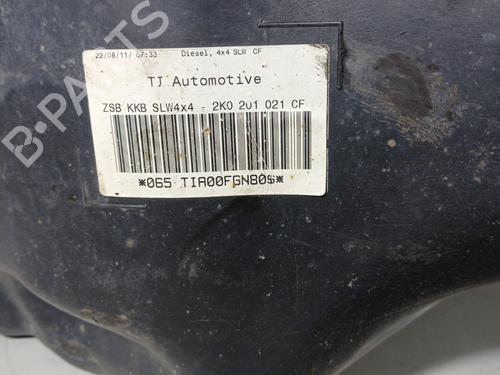 22/08/11/ 07:33 Diesel, 4x4 SLW CF
TI Automotive
ZSB KKB SLW4x4 - 2K0 201 021 CF
*065 TIA00FGNB0S*
B-PARTS